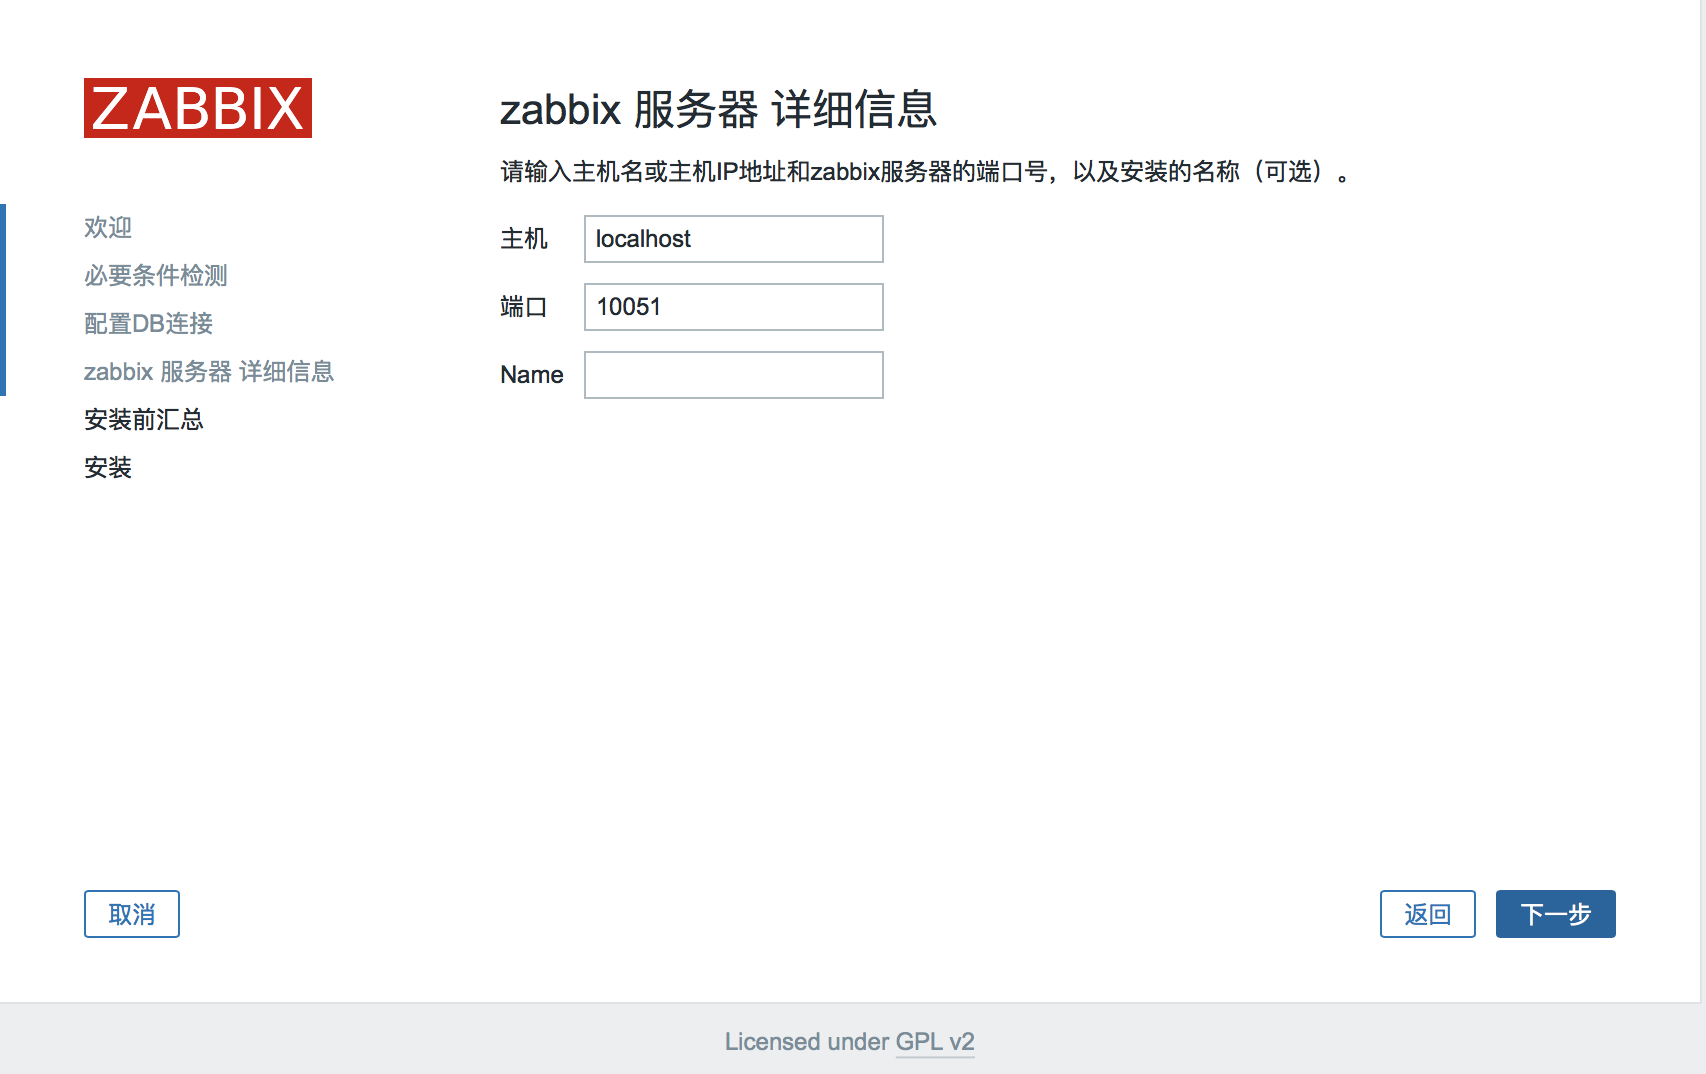 ZABBIX
欢迎
必要条件检测
配置DB连接
zabbix 服务器 详细信息
安装前汇总
安装
zabbix 服务器 详细信息
请输入主机名或主机IP地址和zabbix服务器的端口号，以及安装的名称（可选）。
主机 localhost
端口 10051
Name
取消
返回 下一步
Licensed under GPL v2